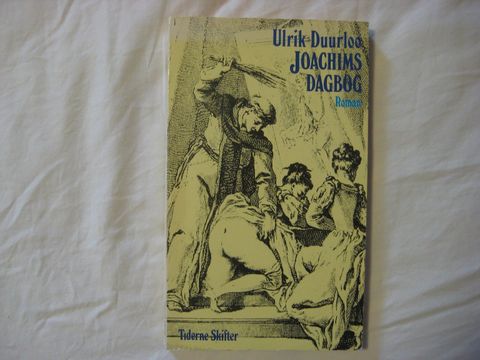 Ulrik Duurloo
JOACHIMS
DAGBOG
Roman
Tiderne Skifter